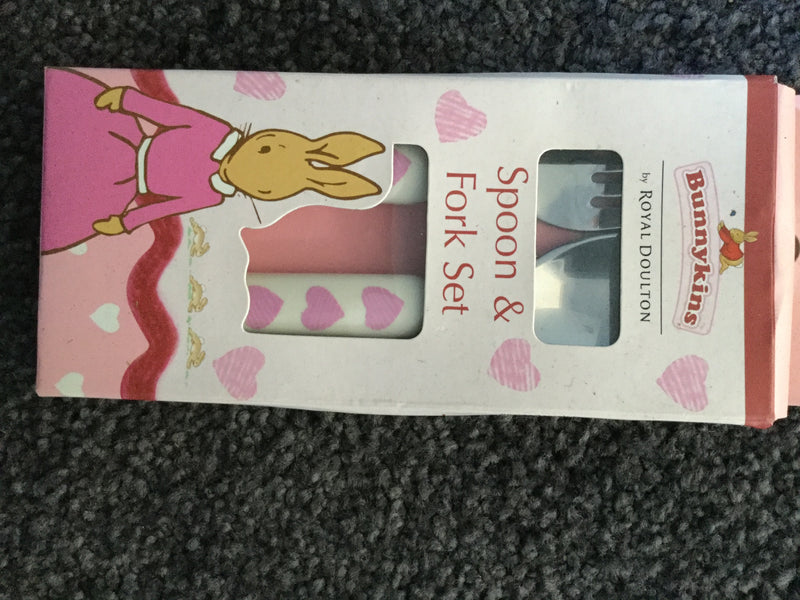 Bunnykins
by ROYAL DOULTON
Spoon &
Fork Set